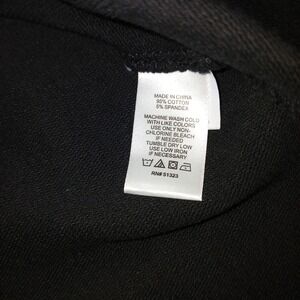 MADE IN CHINA
95% COTTON
5% SPANDEX
MACHINE WASH COLD
WITH LIKE COLORS
USE ONLY NON-
CHLORINE BLEACH
IF NEEDED
TUMBLE DRY LOW
USE LOW IRON
IF NECESSARY
RN# 51323